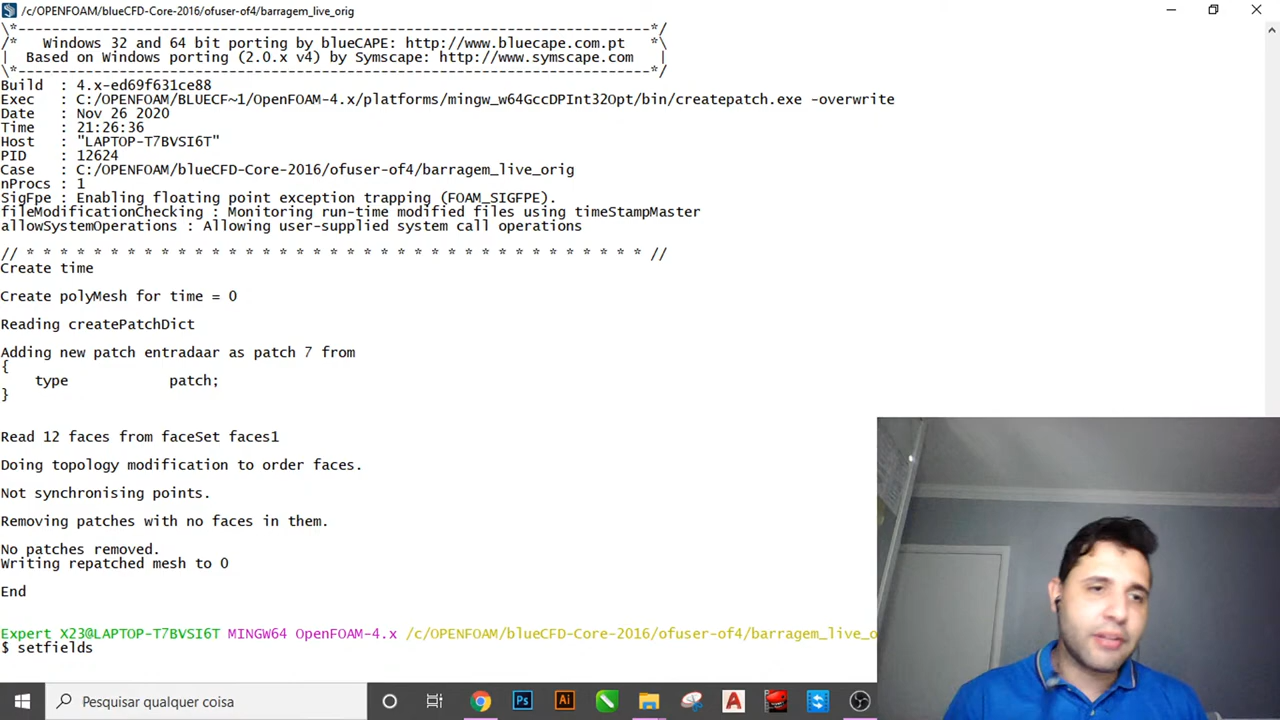 /c/OPENFOAM/blueCFD-Core-2016/ofuser-of4/barragem_live_orig
\*---------------------------------------------------------------------------*/
/*   Windows 32 and 64 bit porting by blueCAPE: http://www.bluecape.com.pt   *\
|  Based on Windows porting (2.0.x v4) by Symscape: http://www.symscape.com   |
\*---------------------------------------------------------------------------*/
Build  : 4.x-ed69f631ce88
Exec   : C:/OPENFOAM/BLUECF~1/OpenFOAM-4.x/platforms/mingw_w64GccDPInt32Opt/bin/createpatch.exe -overwrite
Date   : Nov 26 2020
Time   : 21:26:36
Host   : "LAPTOP-T7BVSI6T"
PID    : 12624
Case   : C:/OPENFOAM/blueCFD-Core-2016/ofuser-of4/barragem_live_orig
nProcs : 1
SigFpe : Enabling floating point exception trapping (FOAM_SIGFPE).
fileModificationChecking : Monitoring run-time modified files using timeStampMaster
allowSystemOperations : Allowing user-supplied system call operations
// * * * * * * * * * * * * * * * * * * * * * * * * * * * * * * * * * * * * * //
Create time
Create polyMesh for time = 0
Reading createPatchDict
Adding new patch entradaar as patch 7 from
{
    type            patch;
}
Read 12 faces from faceSet faces1
Doing topology modification to order faces.
Not synchronising points.
Removing patches with no faces in them.
No patches removed.
Writing repatched mesh to 0
End
Expert X23@LAPTOP-T7BVSI6T MINGW64 OpenFOAM-4.x /c/OPENFOAM/blueCFD-Core-2016/ofuser-of4/barragem_live_o
$ setfields
Pesquisar qualquer coisa
Ps
Ai
A